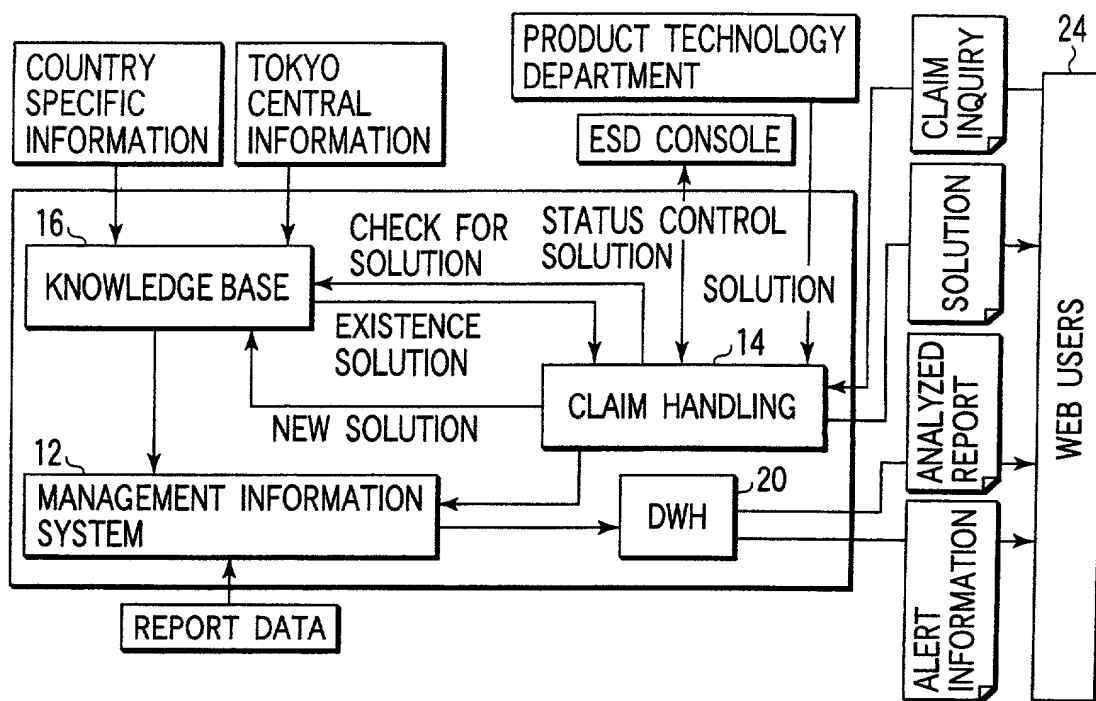 COUNTRY
SPECIFIC
INFORMATION
TOKYO
CENTRAL
INFORMATION
PRODUCT TECHNOLOGY
DEPARTMENT
ESD CONSOLE
CLAIM
INQUIRY
24
16
KNOWLEDGE BASE
CHECK FOR
SOLUTION
STATUS CONTROL
SOLUTION
SOLUTION
SOLUTION
EXISTENCE
SOLUTION
14
CLAIM HANDLING
NEW SOLUTION
ANALYZED
REPORT
WEB USERS
12
MANAGEMENT INFORMATION
SYSTEM
20
DWH
ALERT
INFORMATION
REPORT DATA